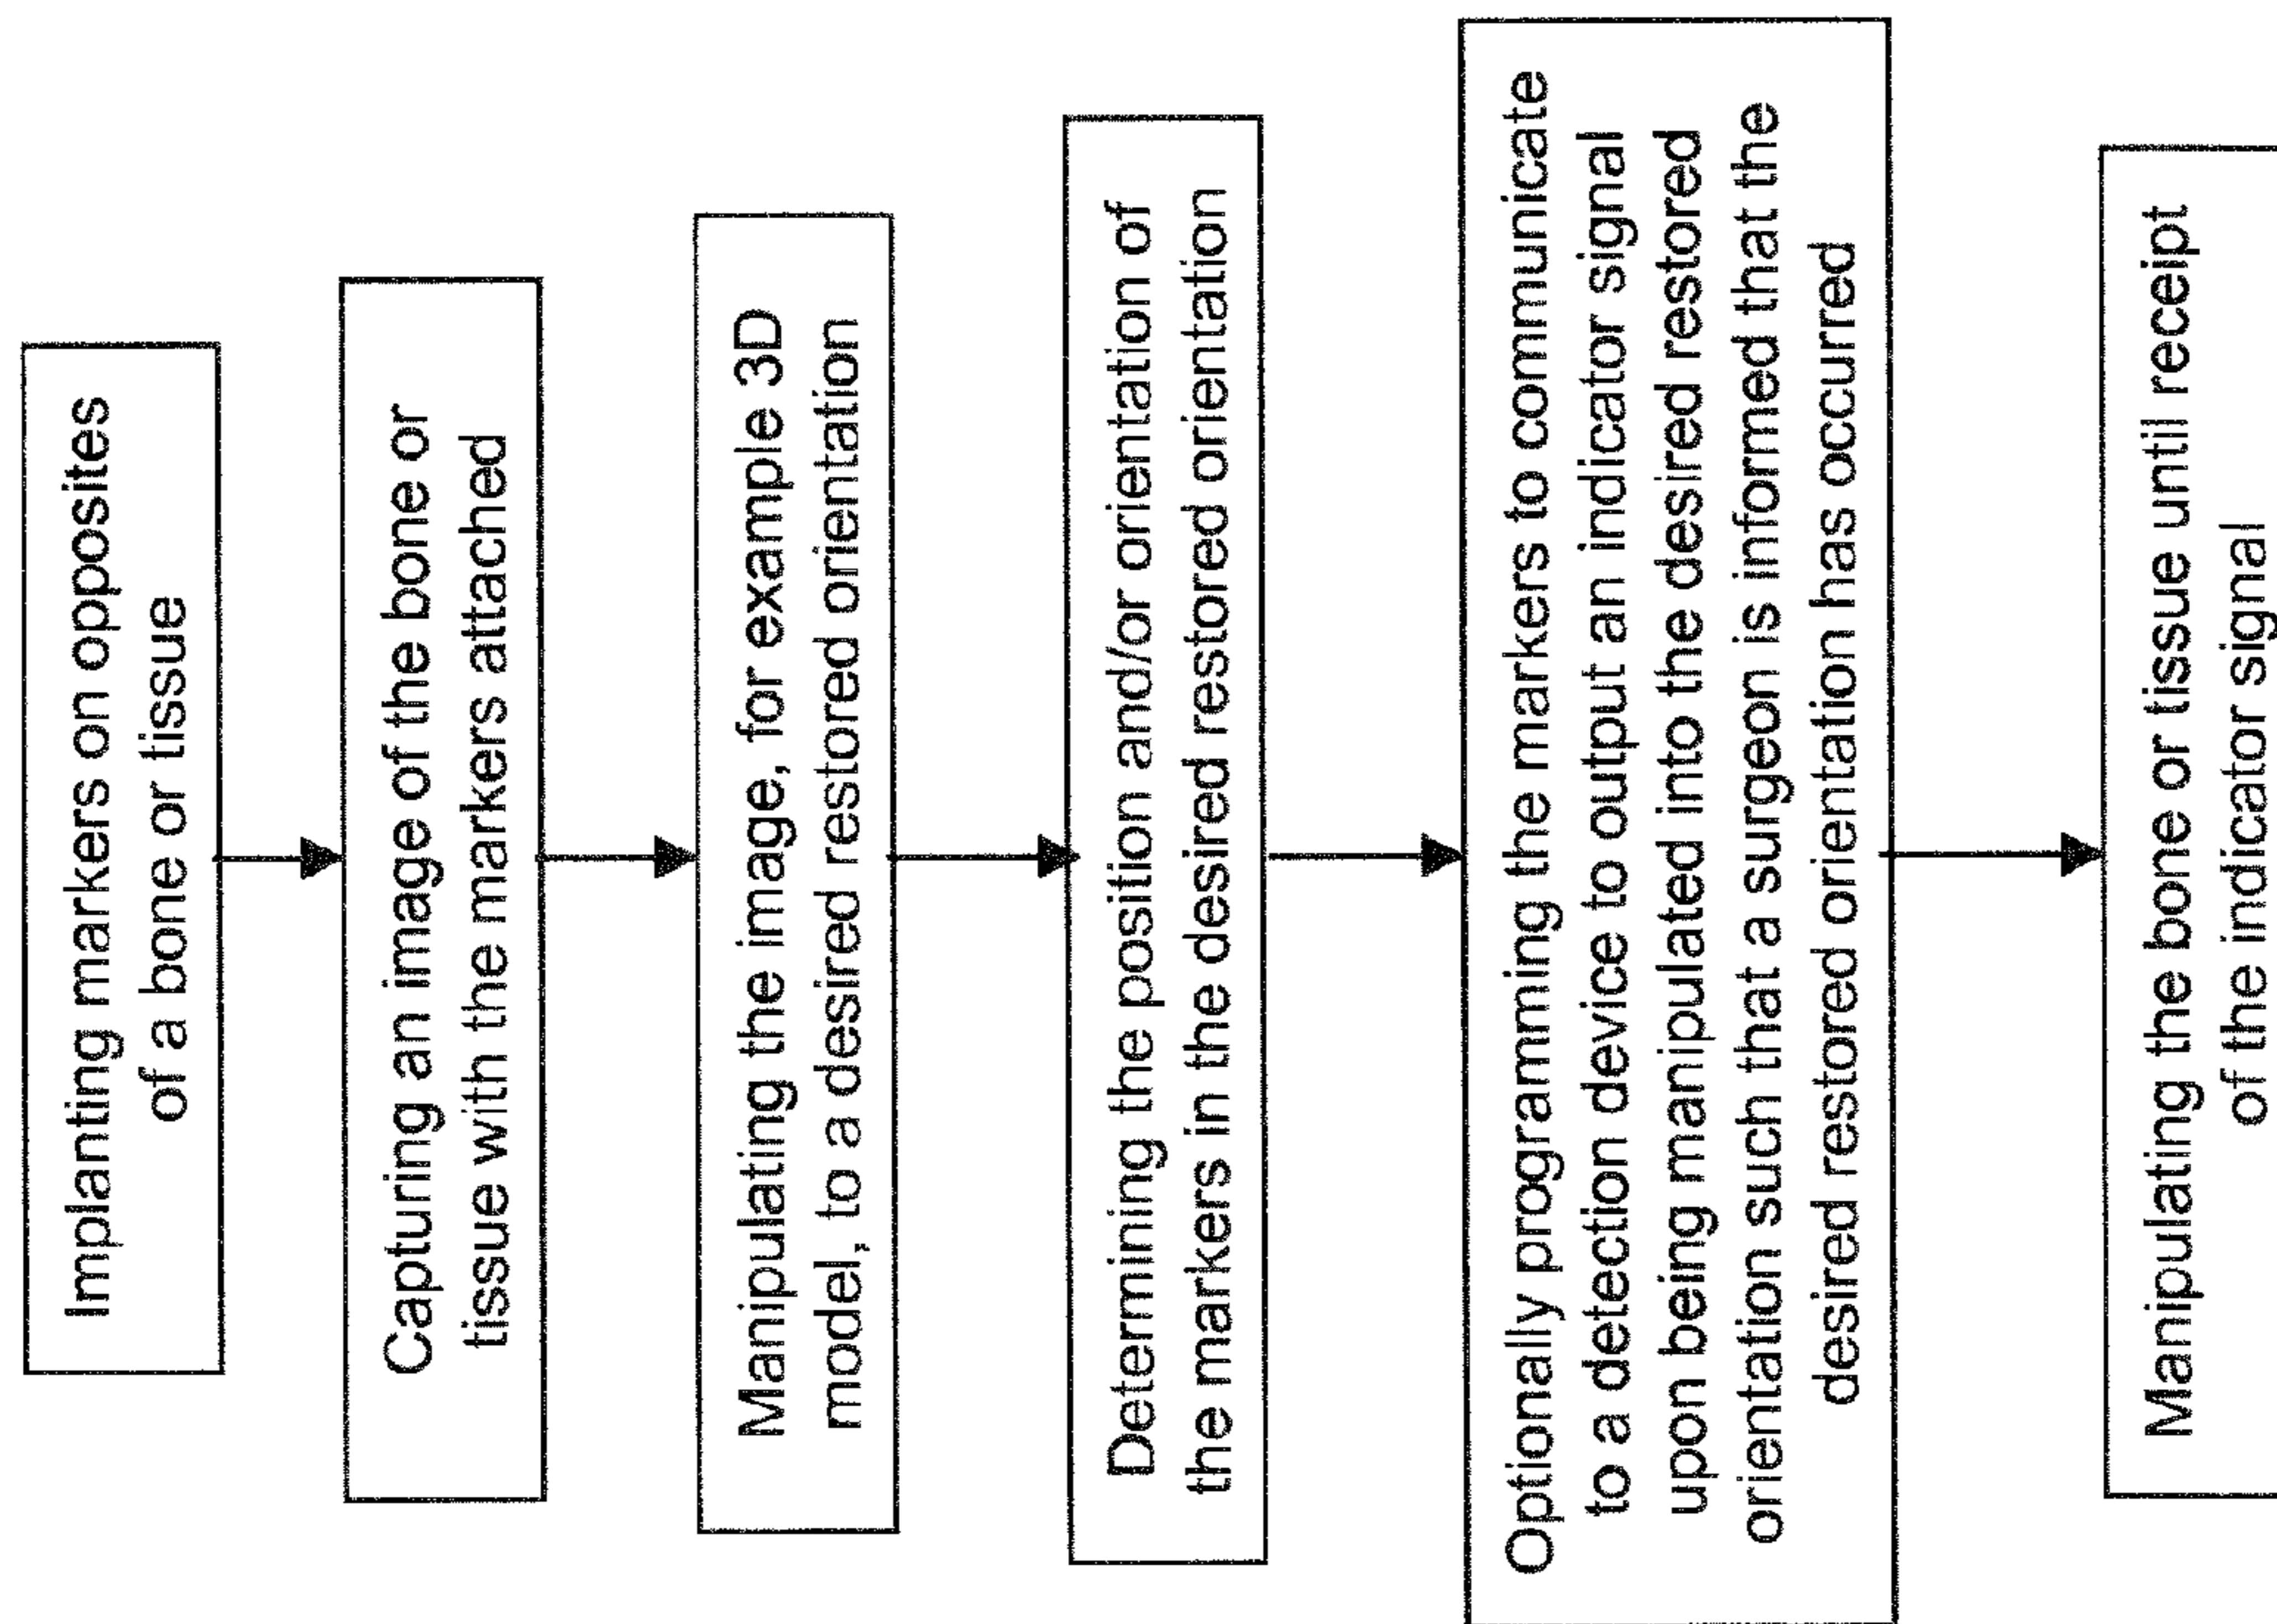 Implanting markers on opposites
of a bone or tissue
Capturing an image of the bone or
tissue with the markers attached
Manipulating the image, for example 3D
model, to a desired restored orientation
Determining the position and/or orientation of
the markers in the desired restored orientation
Optionally programming the markers to communicate
to a detection device to output an indicator signal
upon being manipulated into the desired restored
orientation such that a surgeon is informed that the
desired restored orientation has occurred
Manipulating the bone or tissue until receipt
of the indicator signal